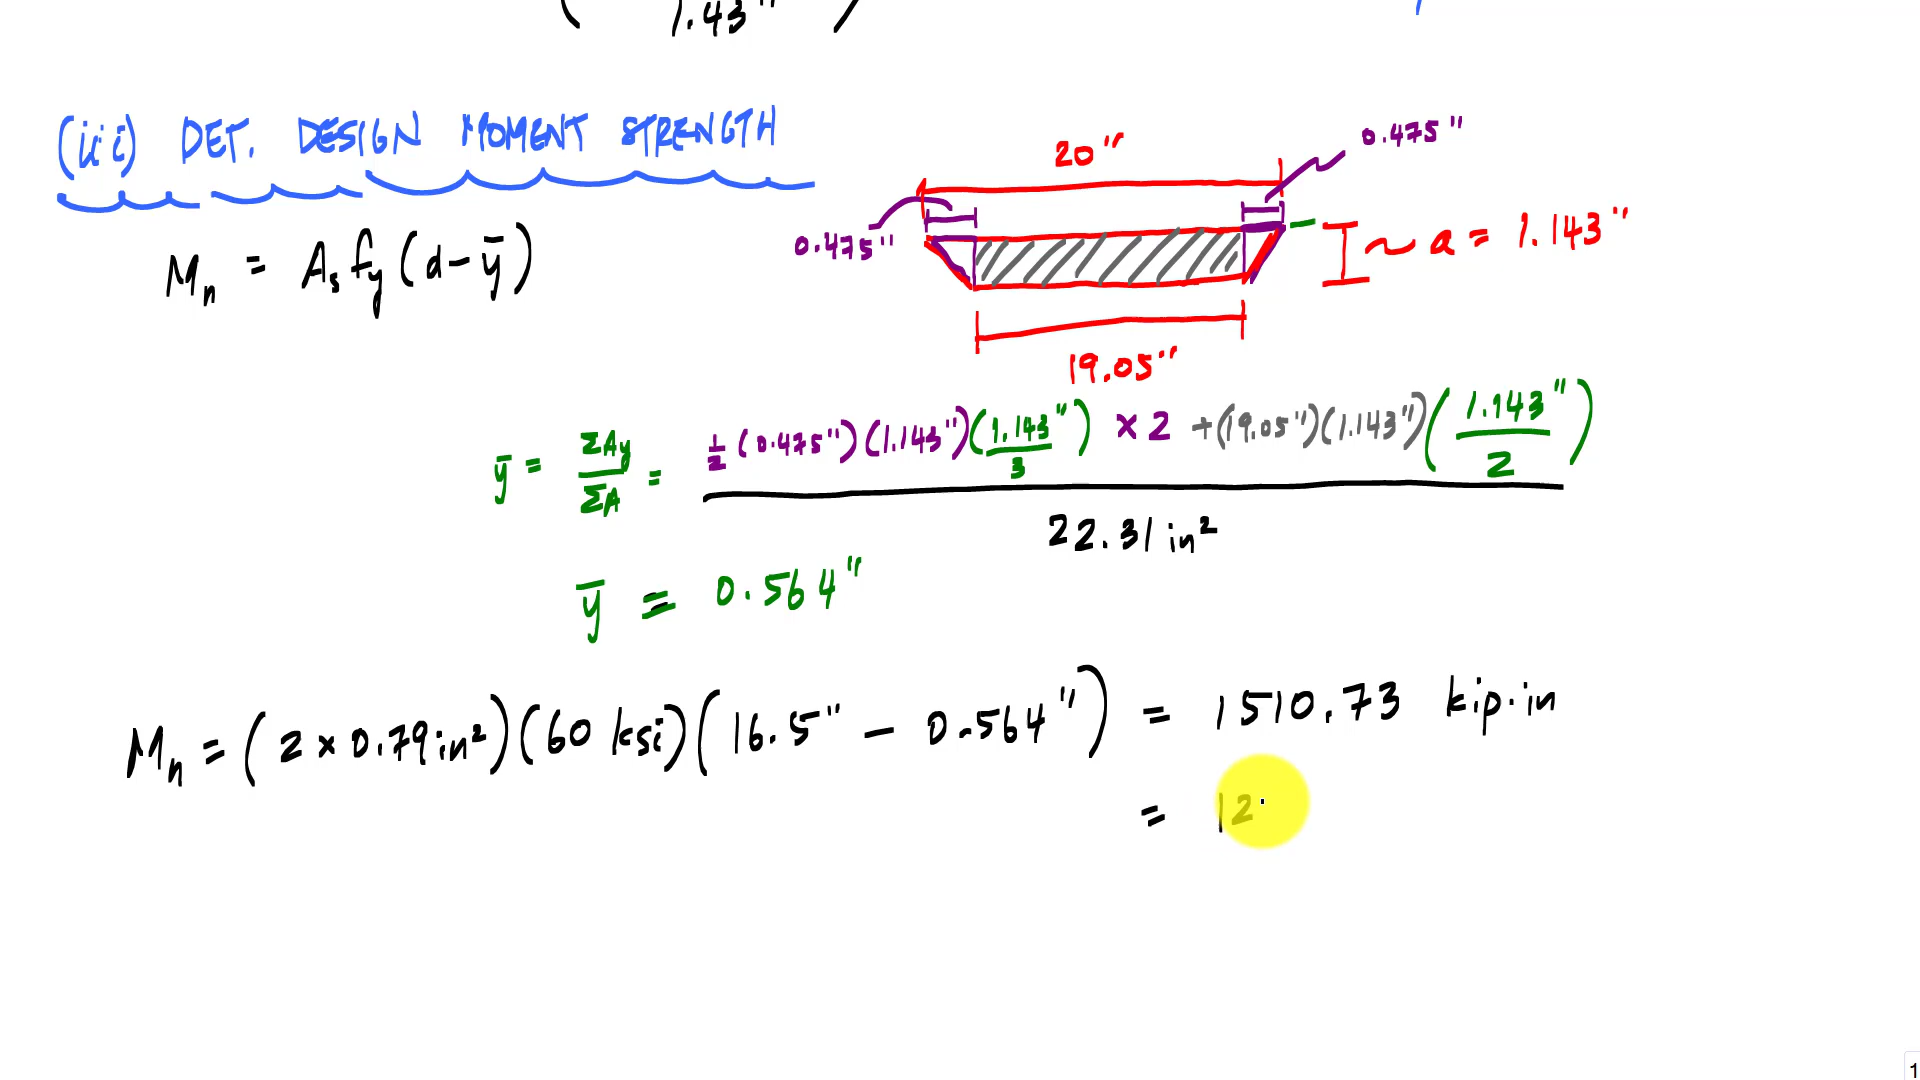 1.43"
(iii) DET. DESIGN MOMENT STRENGTH
20"
0.475"
0.475"
a = 1.143"
Mn = As fy (d - ȳ)
19.05"
ȳ = ΣAy / ΣA = ½ (0.475") (1.143") (1.143" / 3) × 2 + (19.05") (1.143") (1.143" / 2)
22.31 in²
ȳ = 0.564"
Mn = (2 × 0.79 in²) (60 ksi) (16.5" - 0.564") = 1510.73 kip.in
= 12
1